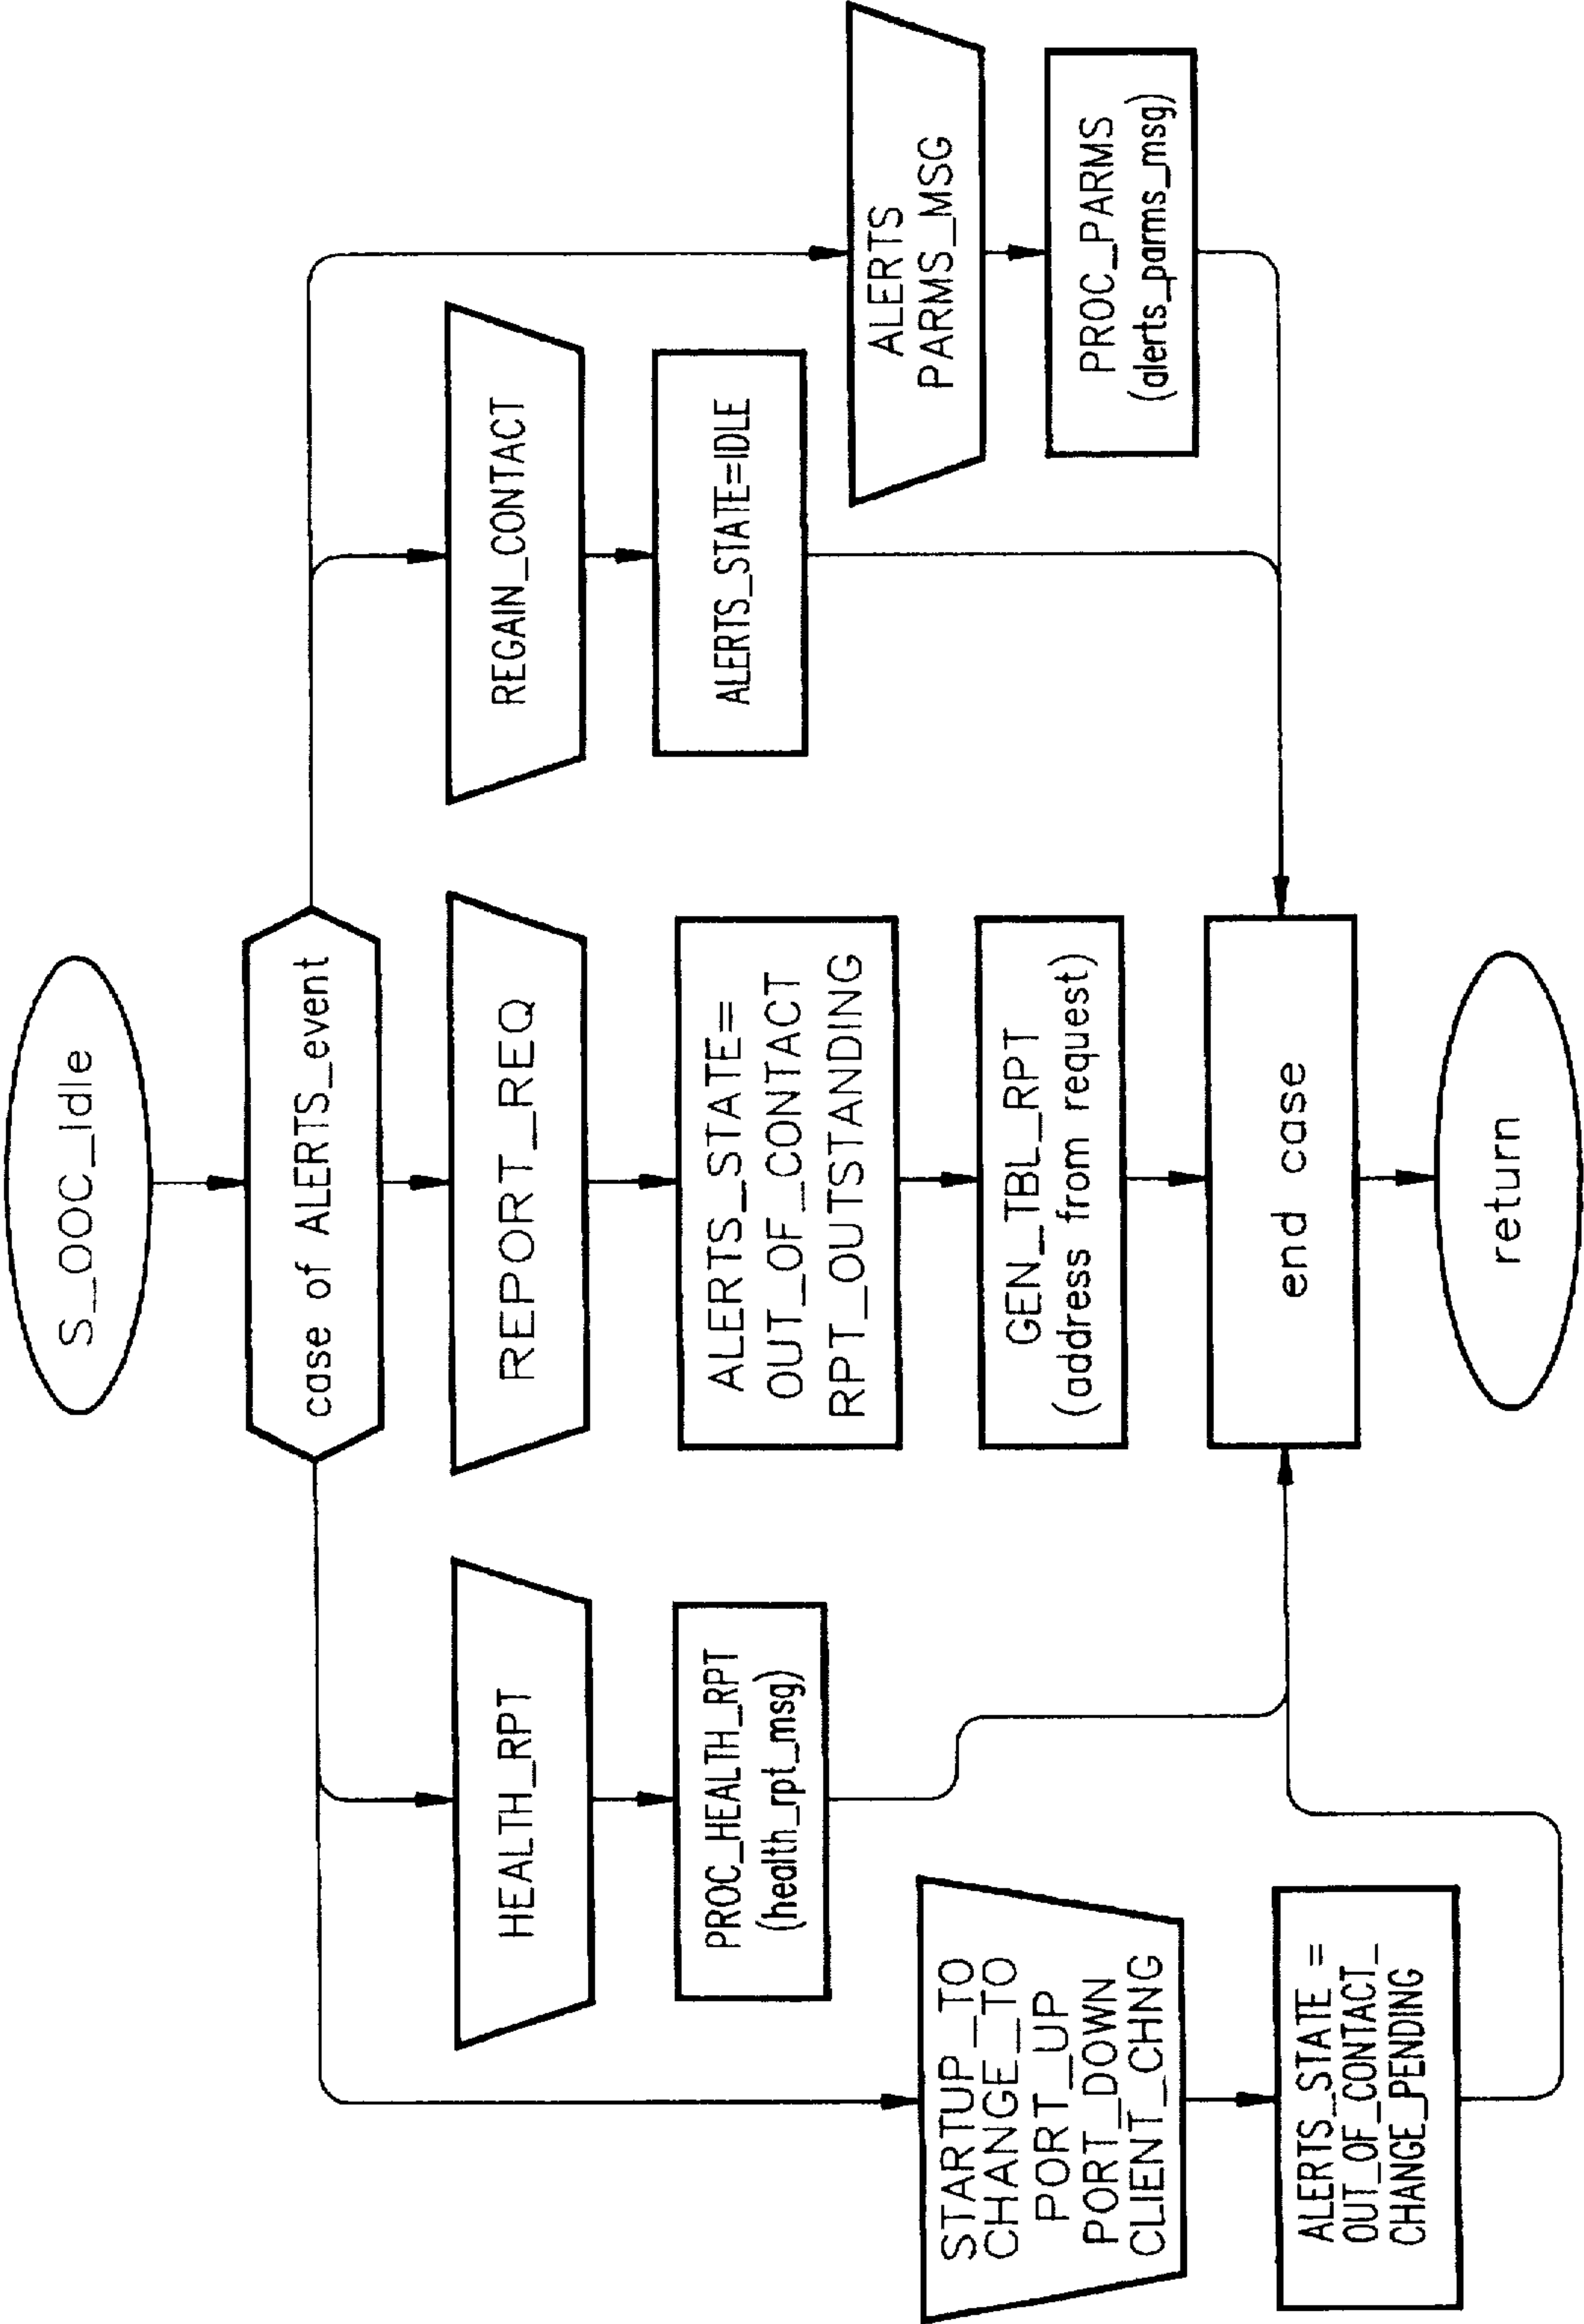 S_OOC_Idle
case of ALERTS_event
STARTUP_TO
CHANGE_TO
PORT_UP
PORT_DOWN
CLIENT_CHNG
ALERTS_STATE =
OUT_OF_CONTACT_
CHANGE_PENDING
HEALTH_RPT
PROC_HEALTH_RPT
(health_rpt_msg)
REPORT_REQ
ALERTS_STATE=
OUT_OF_CONTACT
RPT_OUTSTANDING
GEN_TBL_RPT
(address from request)
REGAIN_CONTACT
ALERTS_STATE=IDLE
ALERTS
PARMS_MSG
PROC_PARMS
(alerts_parms_msg)
end case
return